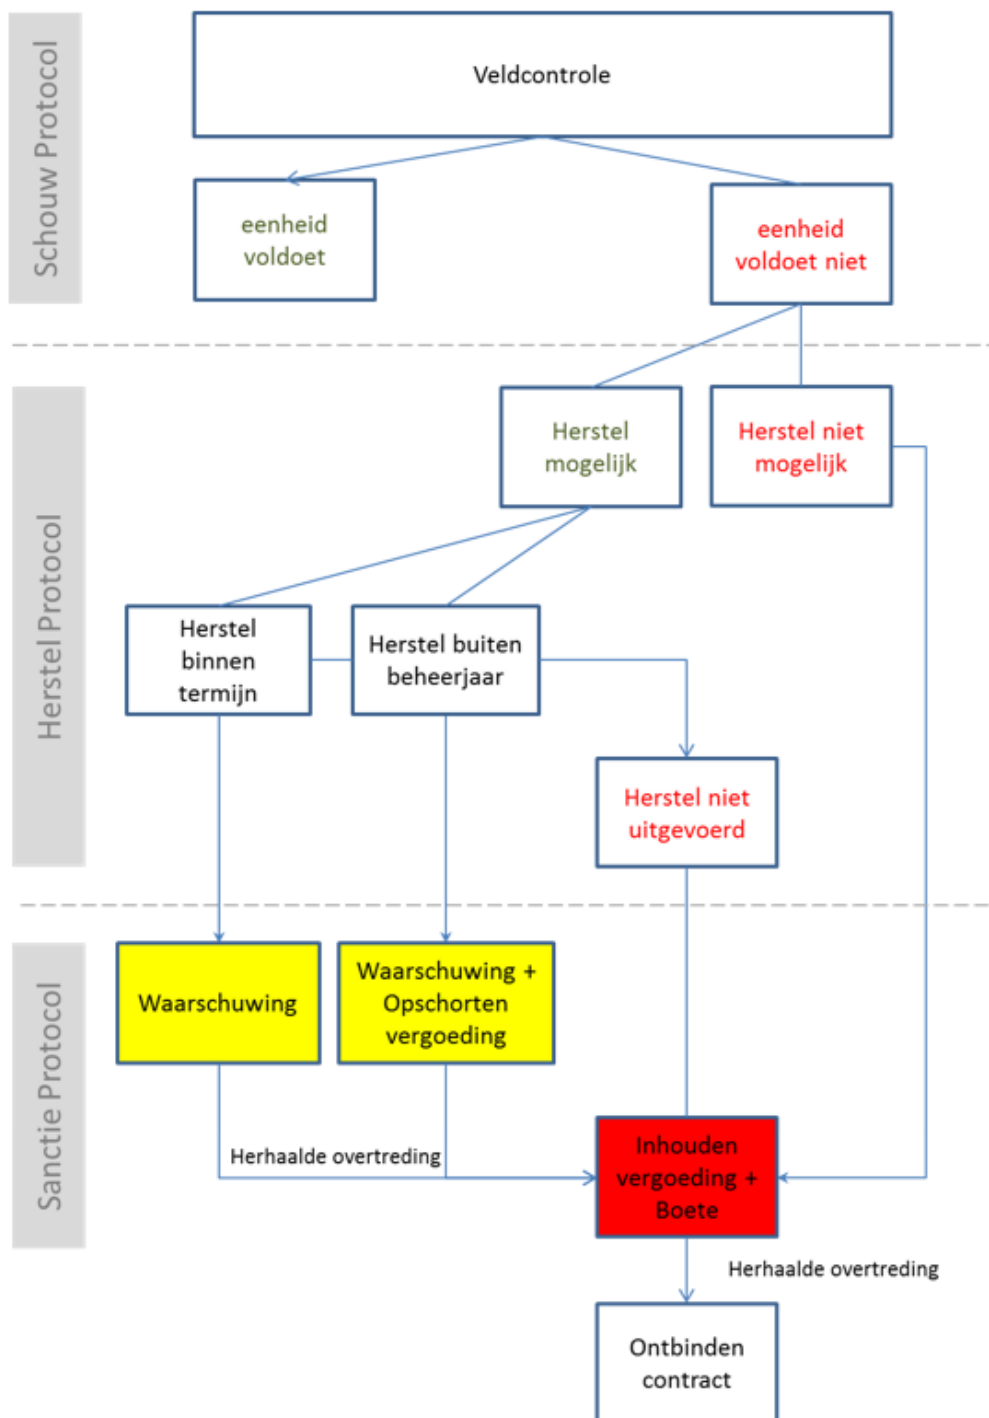 Schouw Protocol
Veldcontrole
eenheid
voldoet
eenheid
voldoet niet
Herstel Protocol
Herstel
mogelijk
Herstel niet
mogelijk
Herstel
binnen
termijn
Herstel buiten
beheerjaar
Herstel niet
uitgevoerd
Sanctie Protocol
Waarschuwing
Waarschuwing +
Opschorten
vergoeding
Herhaalde overtreding
Inhouden
vergoeding +
Boete
Herhaalde overtreding
Ontbinden
contract